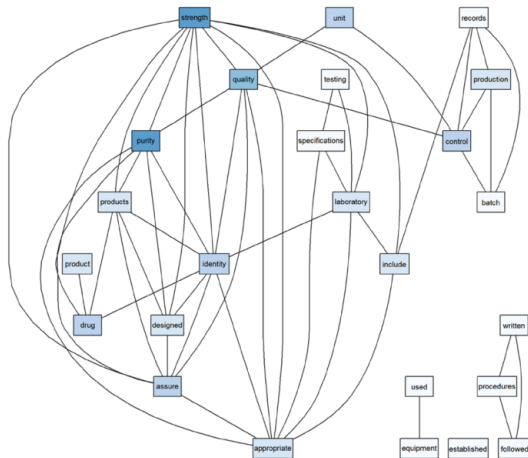 strength
unit
records
quality
testing
production
purity
specifications
control
products
laboratory
batch
product
identity
include
drug
designed
written
assure
used
procedures
appropriate
equipment
established
followed